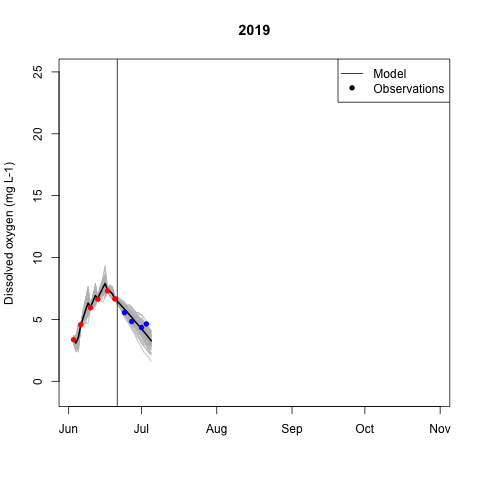 2019
Model
Observations
Dissolved oxygen (mg L-1)
25
20
15
10
5
0
Jun Jul Aug Sep Oct Nov